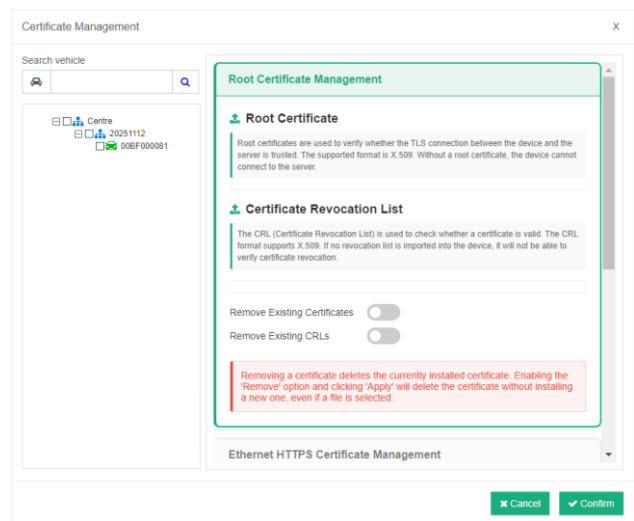 Certificate Management
X
Search vehicle
Centre
20251112
00BF000081
Root Certificate Management
Root Certificate
Root certificates are used to verify whether the TLS connection between the device and the
server is trusted. The supported format is X.509. Without a root certificate, the device cannot
connect to the server.
Certificate Revocation List
The CRL (Certificate Revocation List) is used to check whether a certificate is valid. The CRL
format supports X.509. If no revocation list is imported into the device, it will not be able to
verify certificate revocation.
Remove Existing Certificates
Remove Existing CRLs
Removing a certificate deletes the currently installed certificate. Enabling the
'Remove' option and clicking 'Apply' will delete the certificate without installing
a new one, even if a file is selected.
Ethernet HTTPS Certificate Management
Cancel
Confirm